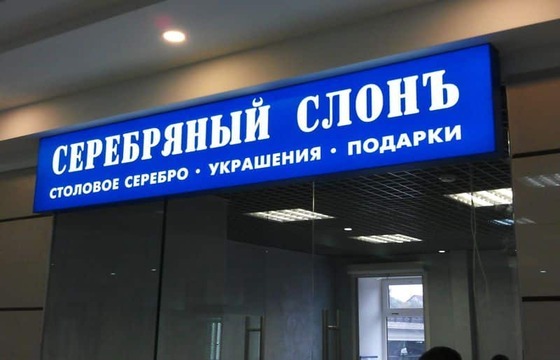 СЕРЕБРЯНЫЙ СЛОНЪ
СТОЛОВОЕ СЕРЕБРО · УКРАШЕНИЯ · ПОДАРКИ